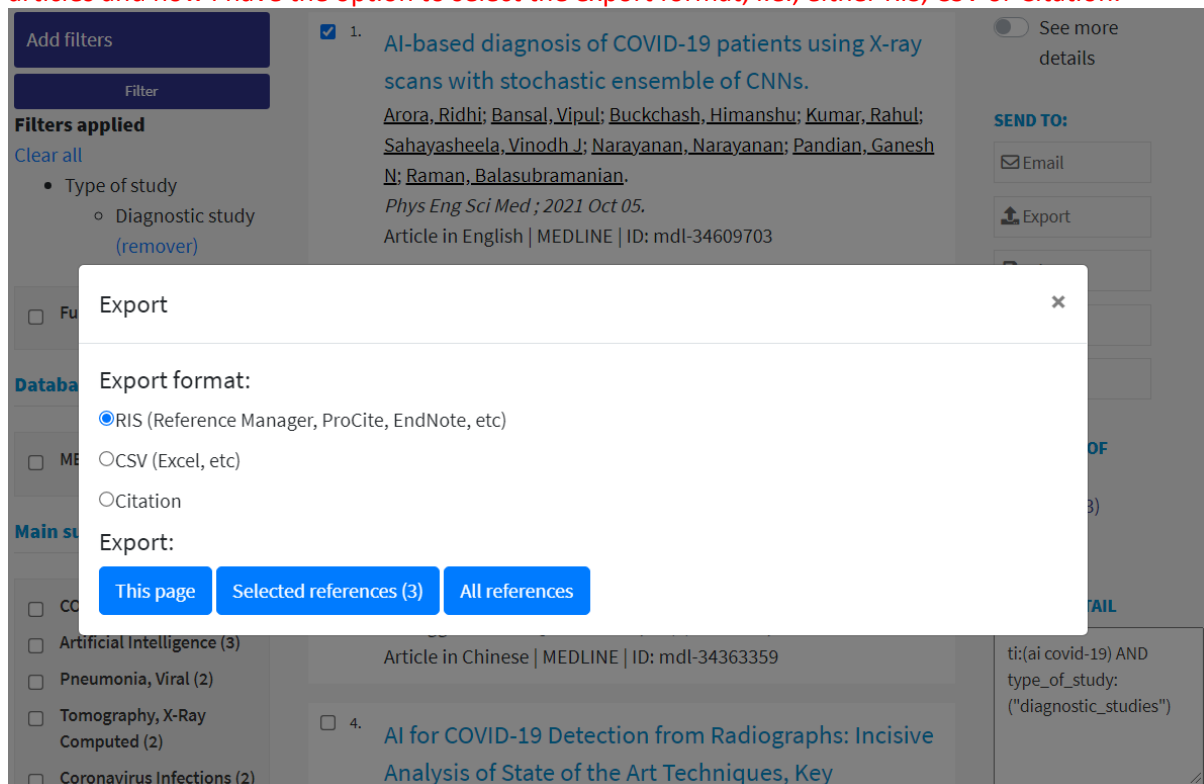 articles and now I have the option to select the export format, i.e., either RIS, CSV or Citation.
Add filters
Filter
Filters applied
Clear all
Type of study
Diagnostic study
(remover)
Fu
Databa
ME
Main su
CO
Artificial Intelligence (3)
Pneumonia, Viral (2)
Tomography, X-Ray
Computed (2)
Coronavirus Infections (2)
1.
AI-based diagnosis of COVID-19 patients using X-ray
scans with stochastic ensemble of CNNs.
Arora, Ridhi; Bansal, Vipul; Buckchash, Himanshu; Kumar, Rahul;
Sahayasheela, Vinodh J; Narayanan, Narayanan; Pandian, Ganesh
N; Raman, Balasubramanian.
Phys Eng Sci Med ; 2021 Oct 05.
Article in English | MEDLINE | ID: mdl-34609703
Export
×
Export format:
RIS (Reference Manager, ProCite, EndNote, etc)
CSV (Excel, etc)
Citation
Export:
This page
Selected references (3)
All references
Article in Chinese | MEDLINE | ID: mdl-34363359
4.
AI for COVID-19 Detection from Radiographs: Incisive
Analysis of State of the Art Techniques, Key
See more
details
SEND TO:
Email
Export
OF
3)
TAIL
ti:(ai covid-19) AND
type_of_study:
("diagnostic_studies")